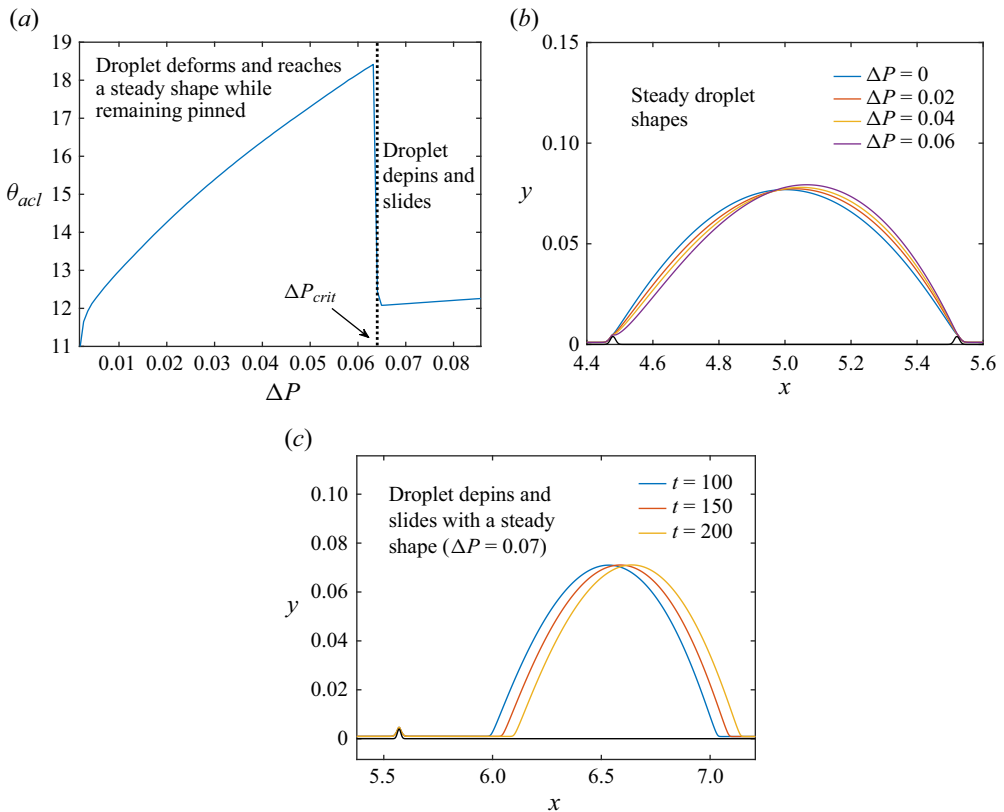 (a)
19
18
17
16
15
14
13
12
11
θacl
Droplet deforms and reaches
a steady shape while
remaining pinned
Droplet
depins and
slides
ΔPcrit
0.01 0.02 0.03 0.04 0.05 0.06 0.07 0.08
ΔP
(b)
0.15
0.10
0.05
0
y
Steady droplet
shapes
ΔP = 0
ΔP = 0.02
ΔP = 0.04
ΔP = 0.06
4.4 4.6 4.8 5.0 5.2 5.4 5.6
x
(c)
0.10
0.08
0.06
0.04
0.02
0
y
Droplet depins and
slides with a steady
shape (ΔP = 0.07)
t = 100
t = 150
t = 200
5.5 6.0 6.5 7.0
x